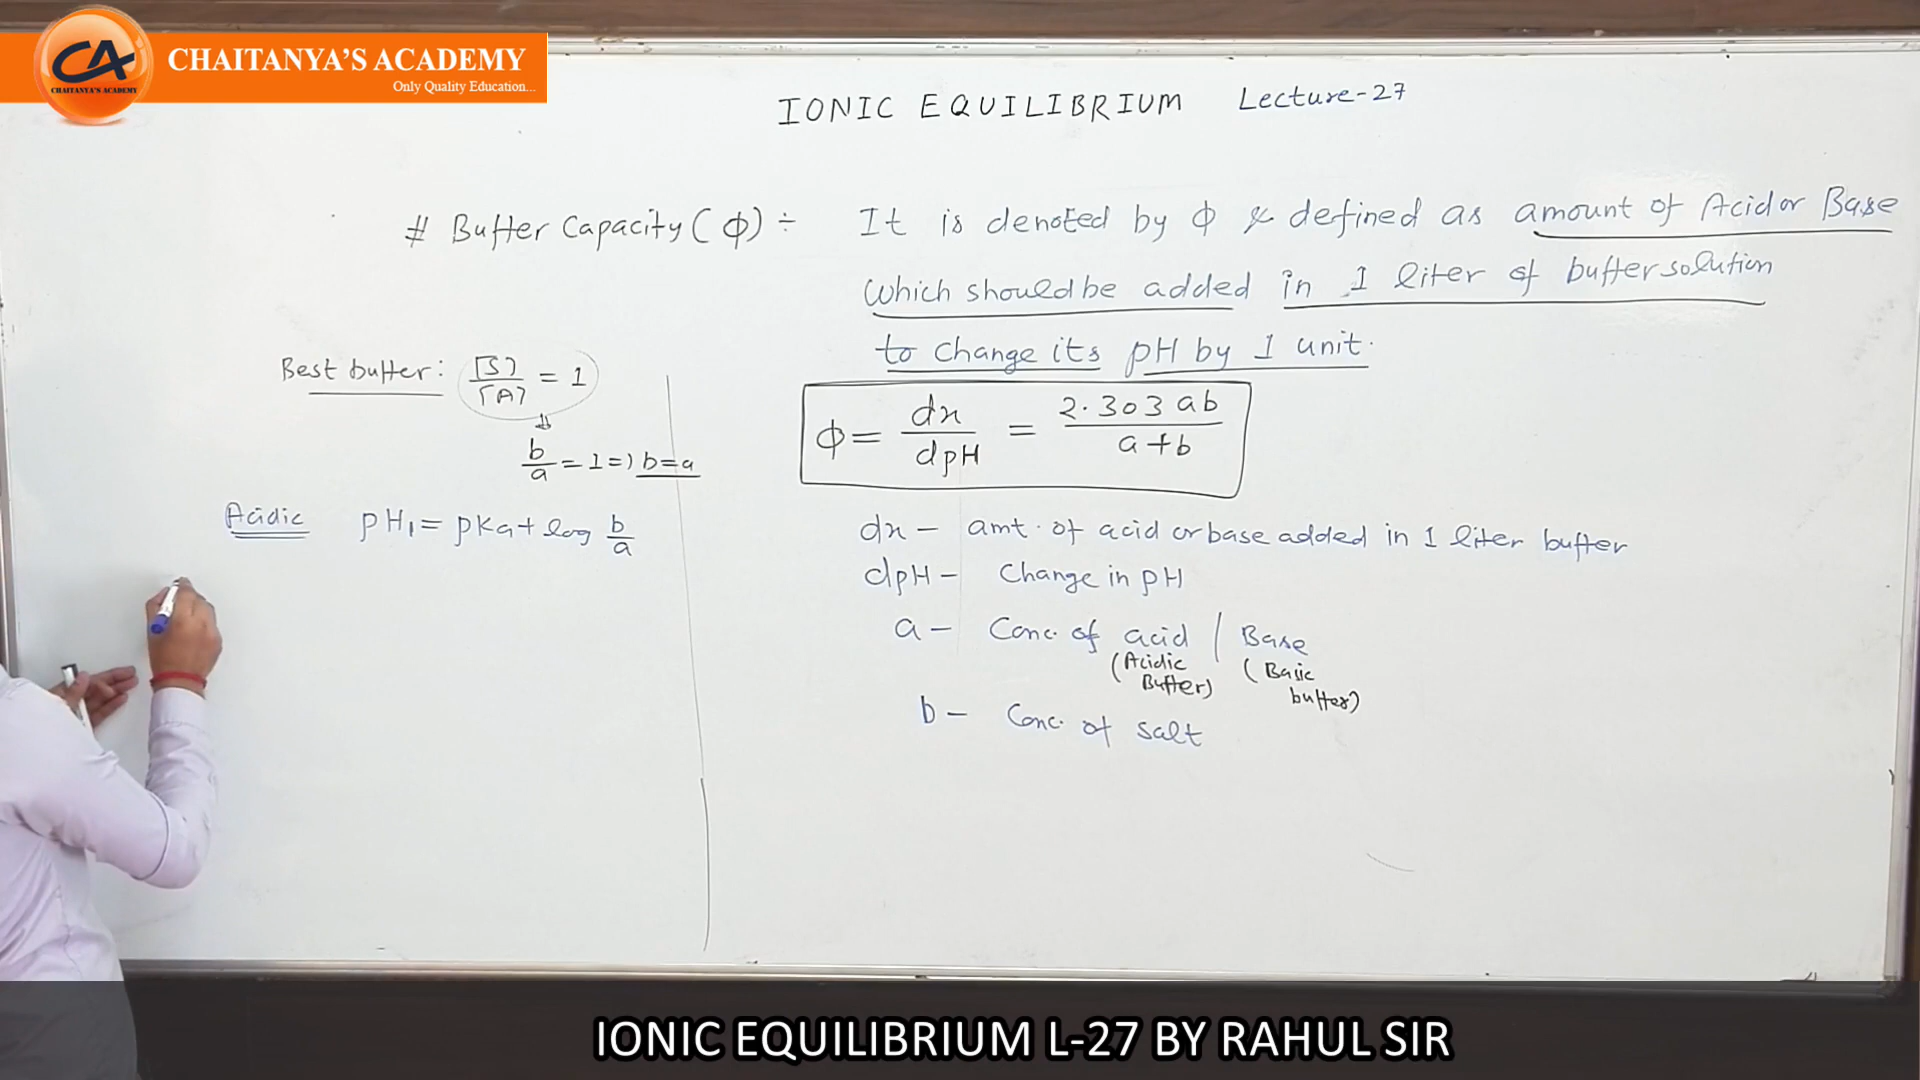 CA
CHAITANYA'S ACADEMY
CHAITANYA'S ACADEMY
Only Quality Education...
IONIC EQUILIBRIUM Lecture-27
# Buffer Capacity (ϕ) ÷ It is denoted by ϕ & defined as amount of Acid or Base
which should be added in 1 liter of buffer solution
to change its pH by 1 unit.
Best buffer: [S]/[A] = 1
b/a = 1 => b=a
ϕ = dx/dpH = 2.303 ab/a+b
Acidic pH₁ = pKa + log b/a
dx - amt. of acid or base added in 1 liter buffer
dpH - Change in pH
a - Conc. of acid / Base
(Acidic Buffer) (Basic buffer)
b - Conc. of salt
IONIC EQUILIBRIUM L-27 BY RAHUL SIR